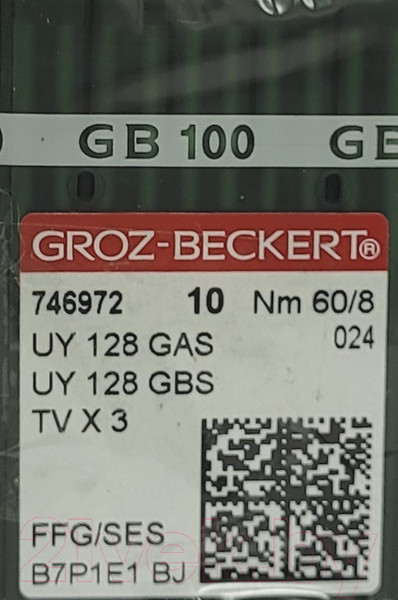 GB 100 GB
GROZ-BECKERT®
746972 10 Nm 60/8
024
UY 128 GAS
UY 128 GBS
TV X 3
FFG/SES
B7P1E1 BJ